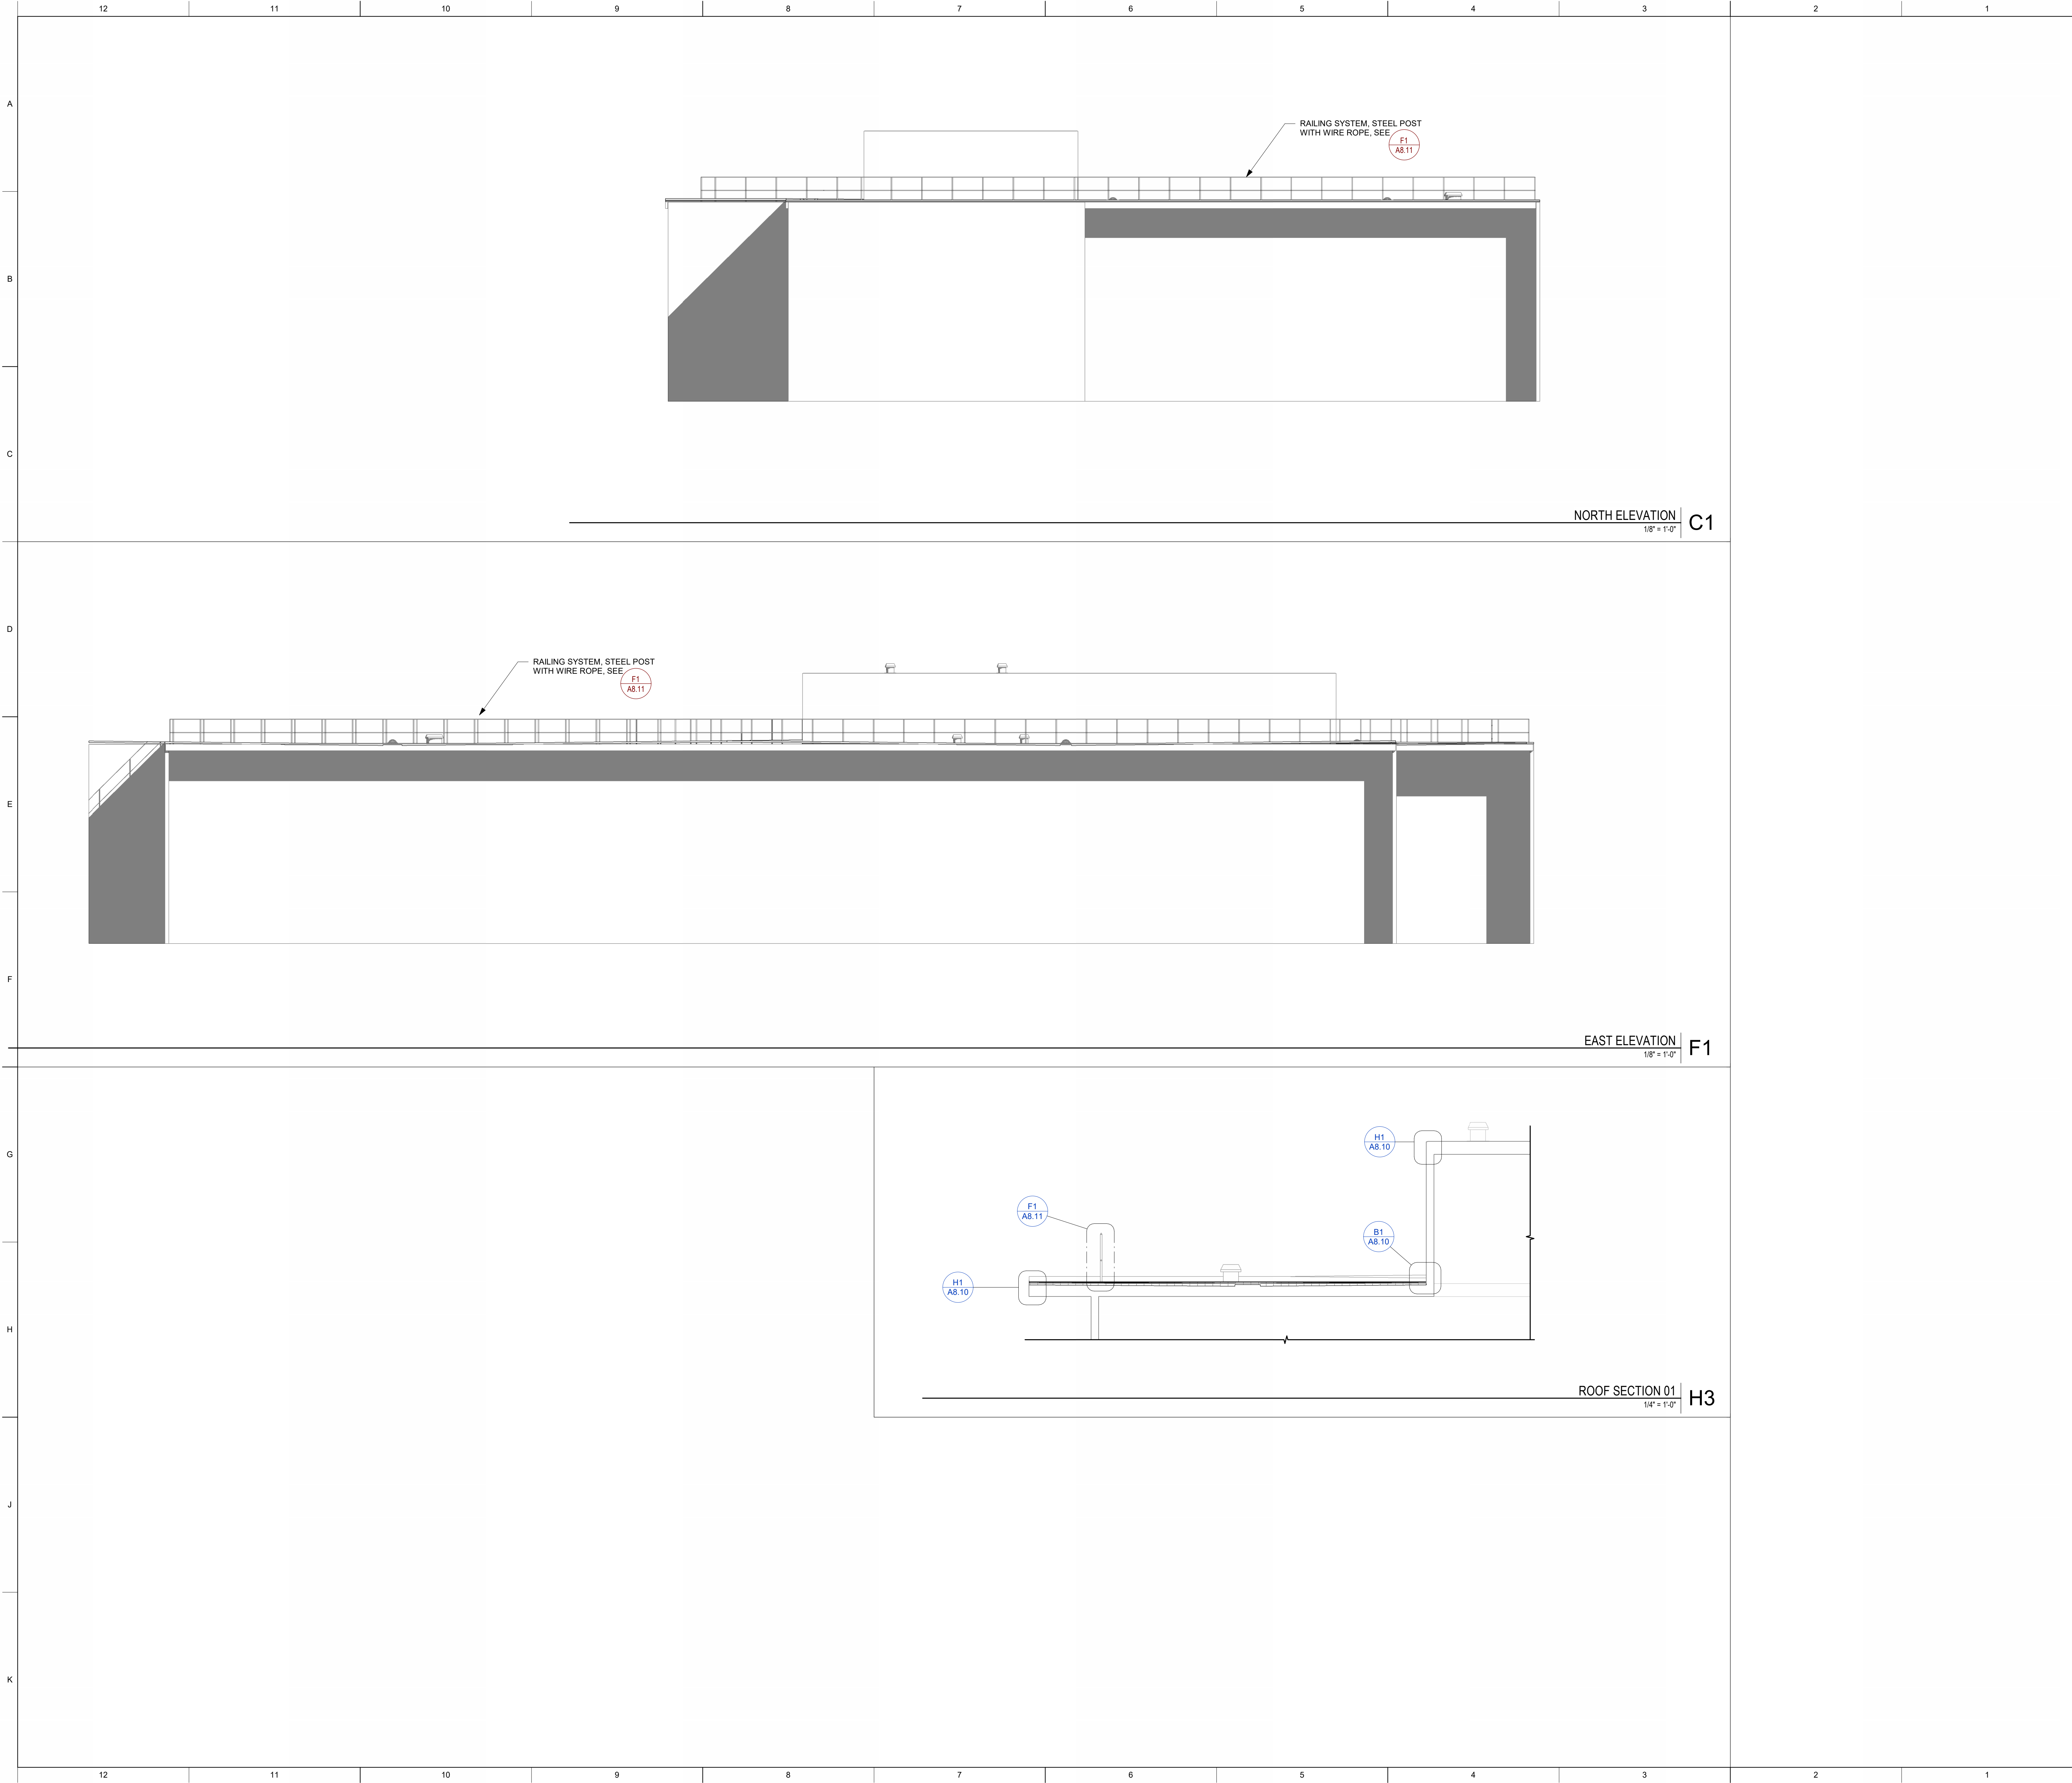 12 11 10 9 8 7 6 5 4 3 2 1
A
RAILING SYSTEM, STEEL POST
WITH WIRE ROPE, SEE
F1
A8.11
B
C
NORTH ELEVATION
1/8" = 1'-0"
C1
D
RAILING SYSTEM, STEEL POST
WITH WIRE ROPE, SEE
F1
A8.11
E
F
EAST ELEVATION
1/8" = 1'-0"
F1
G
H1
A8.10
F1
A8.11
B1
A8.10
H1
A8.10
H
ROOF SECTION 01
1/4" = 1'-0"
H3
J
K
12 11 10 9 8 7 6 5 4 3 2 1